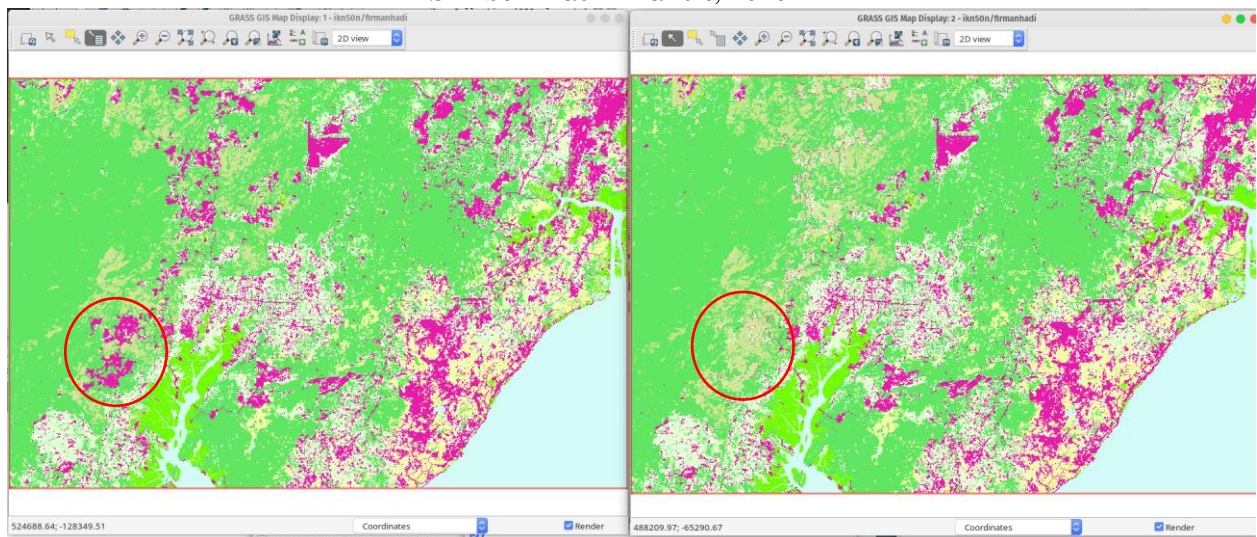 GRASS GIS Map Display: 1 - ikn50n/firmanhadi
2D view
524688.64; -128349.51
Coordinates
Render
GRASS GIS Map Display: 2 - ikn50n/firmanhadi
2D view
488209.97; -65290.67
Coordinates
Render